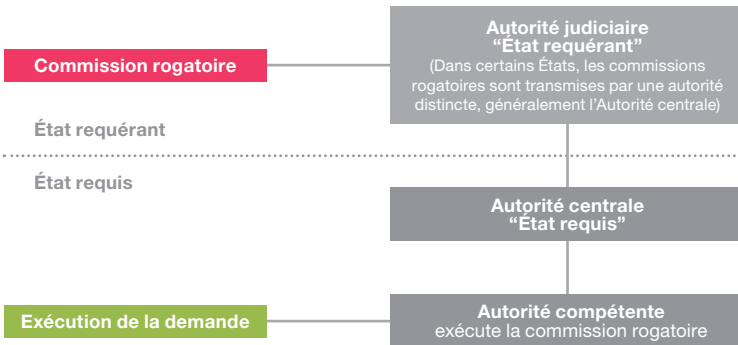 Autorité judiciaire
“État requérant”
(Dans certains États, les commissions
rogatoires sont transmises par une autorité
distincte, généralement l’Autorité centrale)
Commission rogatoire
État requérant
État requis
Autorité centrale
“État requis”
Exécution de la demande
Autorité compétente
exécute la commission rogatoire